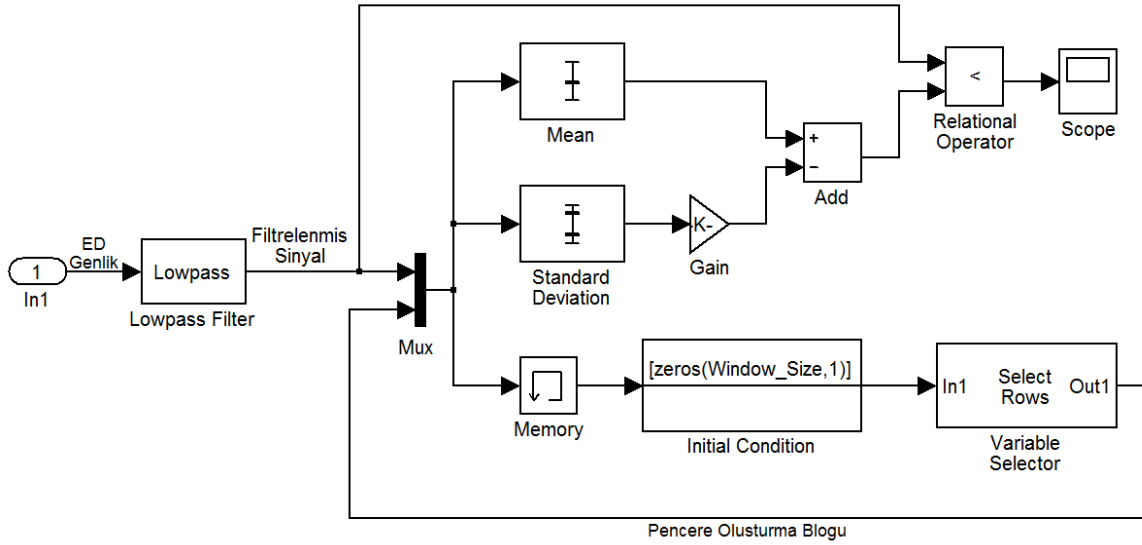 <
Relational
Operator
Scope
Mean
+
−
Add
ED
Genlik
1
In1
Lowpass
Lowpass Filter
Filtrelenmis
Sinyal
Mux
Standard
Deviation
K-
Gain
Memory
[zeros(Window_Size,1)]
Initial Condition
In1
Select
Rows
Out1
Variable
Selector
Pencere Olusturma Blogu